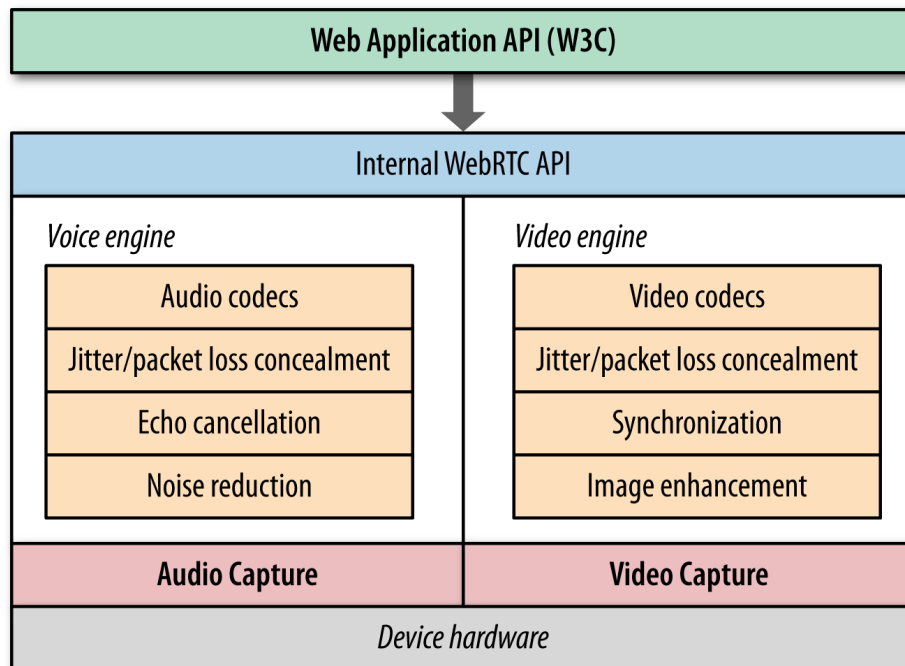 Web Application API (W3C)
Internal WebRTC API
Voice engine
Audio codecs
Jitter/packet loss concealment
Echo cancellation
Noise reduction
Video engine
Video codecs
Jitter/packet loss concealment
Synchronization
Image enhancement
Audio Capture
Video Capture
Device hardware